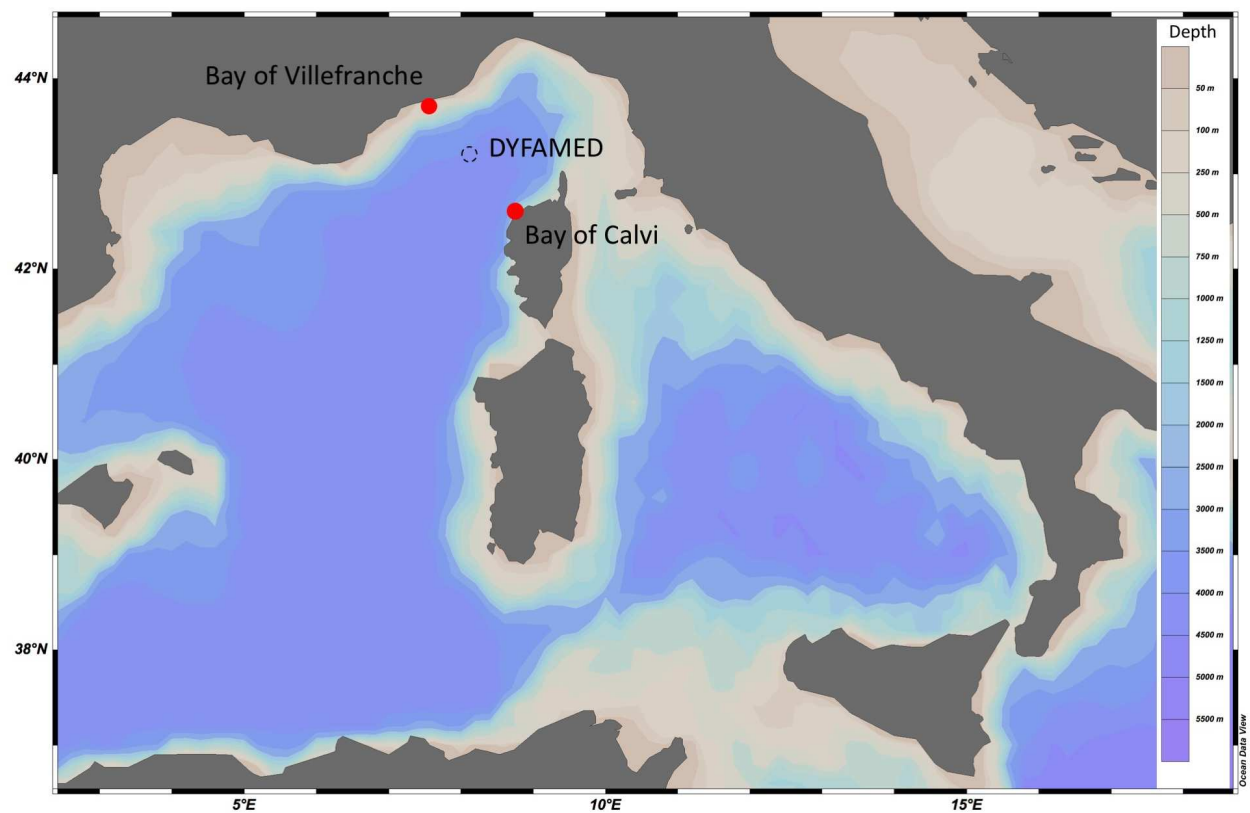 Depth
44°N
Bay of Villefranche
50 m
100 m
DYFAMED
250 m
500 m
Bay of Calvi
750 m
42°N
1000 m
1250 m
1500 m
2000 m
40°N
2500 m
3000 m
3500 m
4000 m
4500 m
38°N
5000 m
5500 m
Ocean Data View
5°E
10°E
15°E